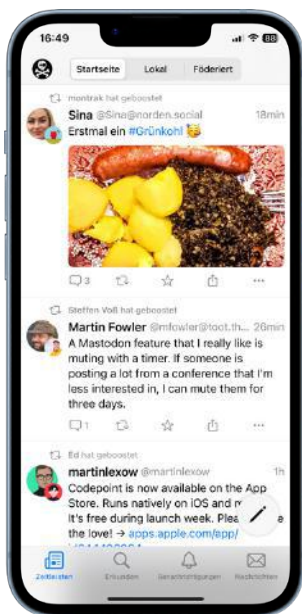 16:49
88
Startseite Lokal Föderiert
montrak hat geboostet
Sina @Sina@norden.social 18min
Erstmal ein #Grünkohl
3
Steffen Voß hat geboostet
Martin Fowler @mfowler@toot.th... 26min
A Mastodon feature that I really like is
muting with a timer. If someone is
posting a lot from a conference that I'm
less interested in, I can mute them for
three days.
1
Ed hat geboostet
martinlexow @martinlexow 1h
Codepoint is now available on the App
Store. Runs natively on iOS and
It's free during launch week.
the love! → apps.apple.com/app/
Zeitleisten Erkunden Benachrichtigungen Nachrichten